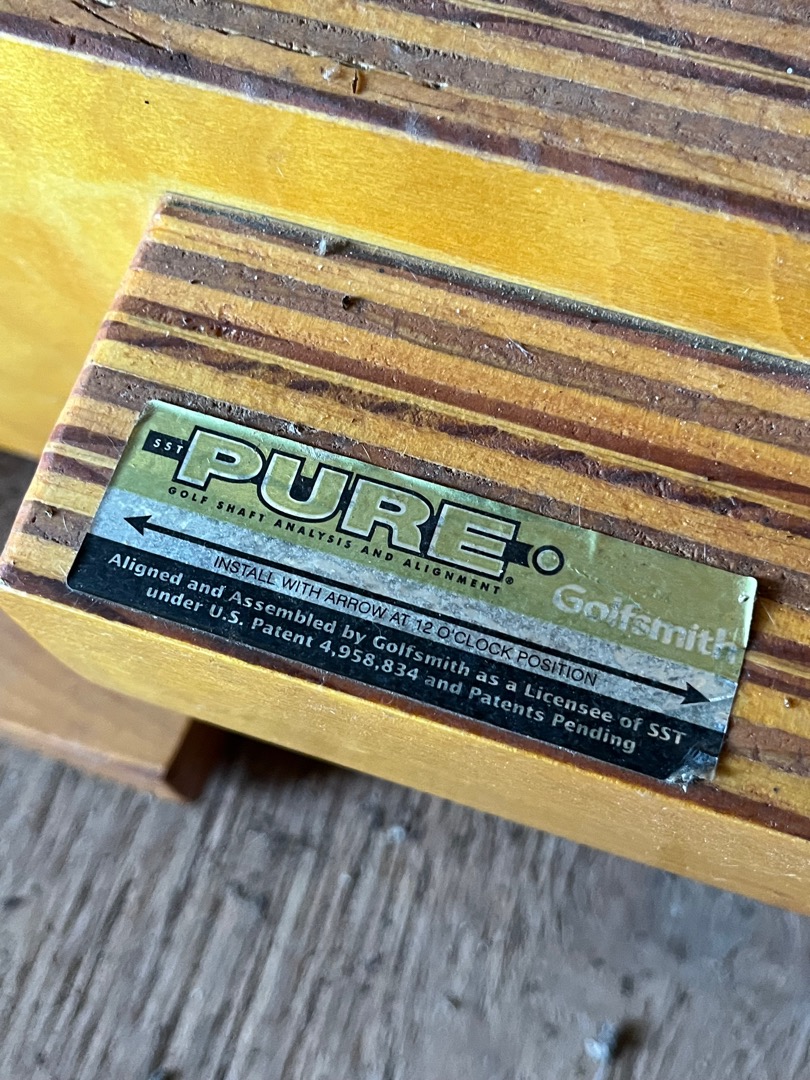 SST PURE
GOLF SHAFT ANALYSIS AND ALIGNMENT®
Golfsmith
INSTALL WITH ARROW AT 12 O'CLOCK POSITION
Aligned and Assembled by Golfsmith as a Licensee of SST
under U.S. Patent 4,958,834 and Patents Pending